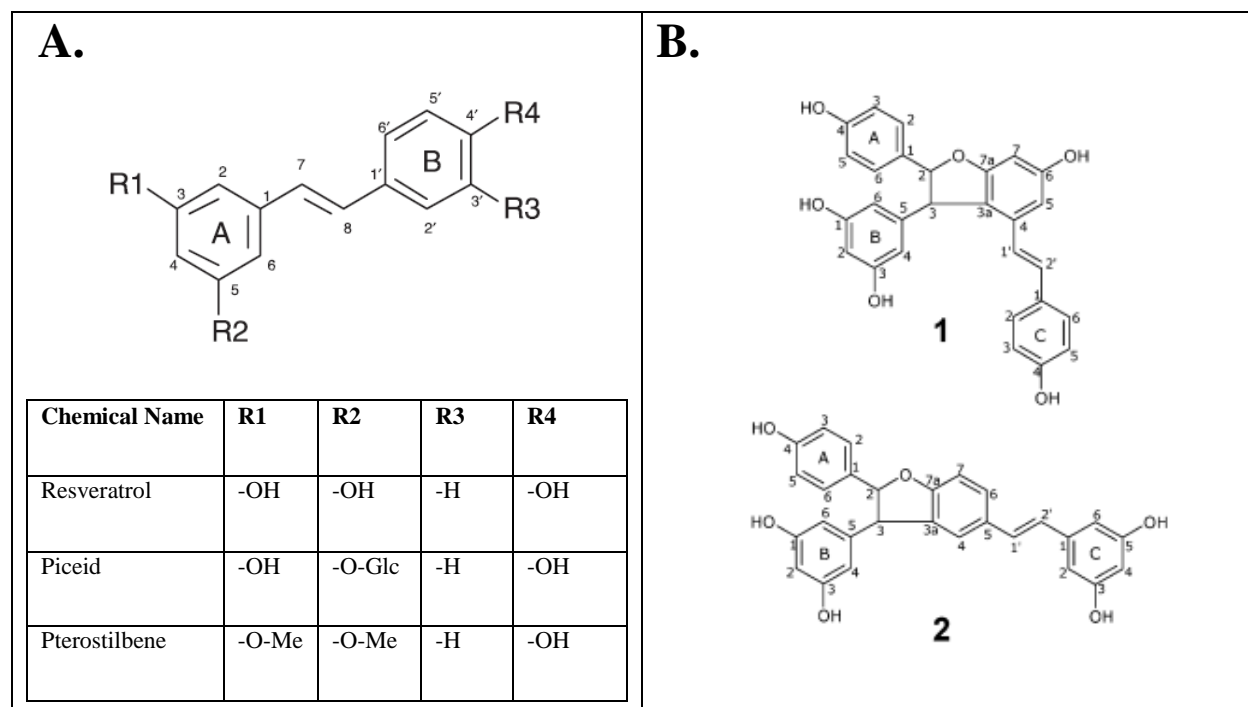 A.
R1
R2
R3
R4
A
B
1
2
3
4
5
6
7
8
1'
2'
3'
4'
5'
6'
Chemical Name R1 R2 R3 R4
Resveratrol -OH -OH -H -OH
Piceid -OH -O-Glc -H -OH
Pterostilbene -O-Me -O-Me -H -OH
B.
HO 3
4 2
A
5 1 O 7a 7
6 2 6 OH
HO 6 5 3 3a 5
1 4
B 1' 2'
2 4
3 1
OH 2 6
C
3 5
4
OH
1
HO 3
4 2
A
5 1 O 7a 7
6 2 6
HO 6 5 3 3a 5 2' 6 OH
1 4 1' 1 5
B C
2 4 2 4
3 3
OH OH
2